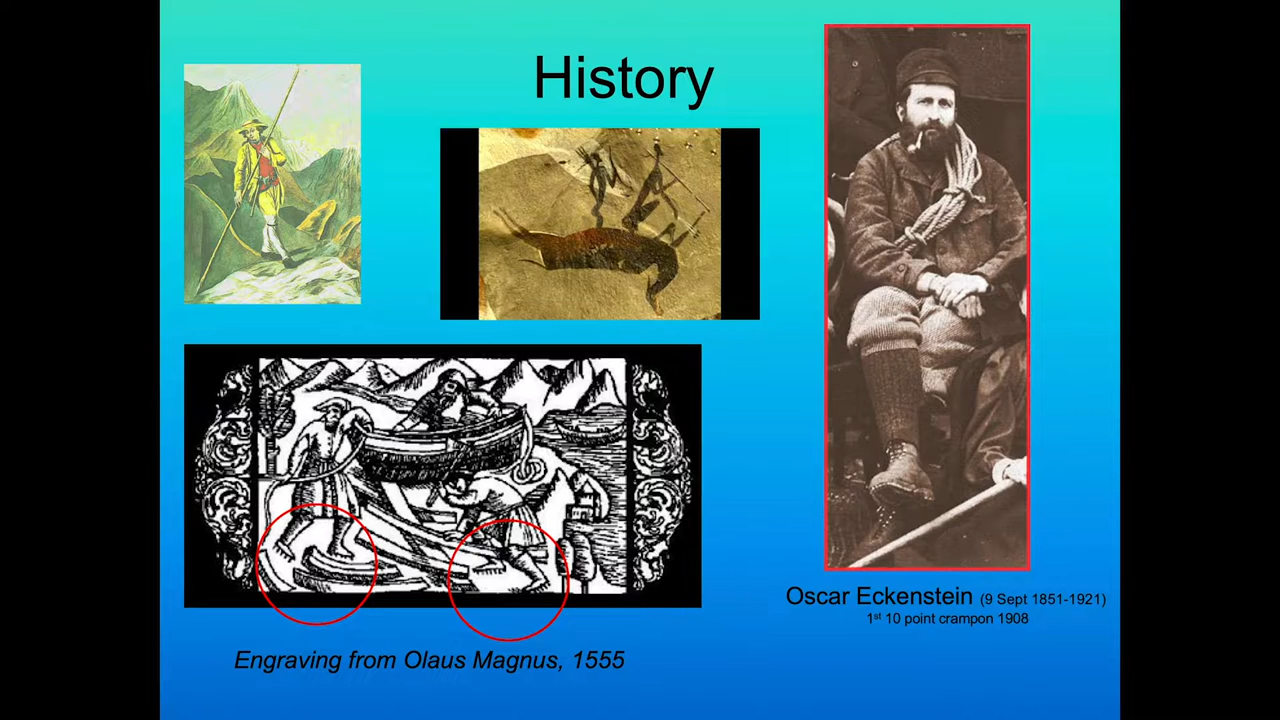 History
Oscar Eckenstein (9 Sept 1851-1921)
1st 10 point crampon 1908
Engraving from Olaus Magnus, 1555